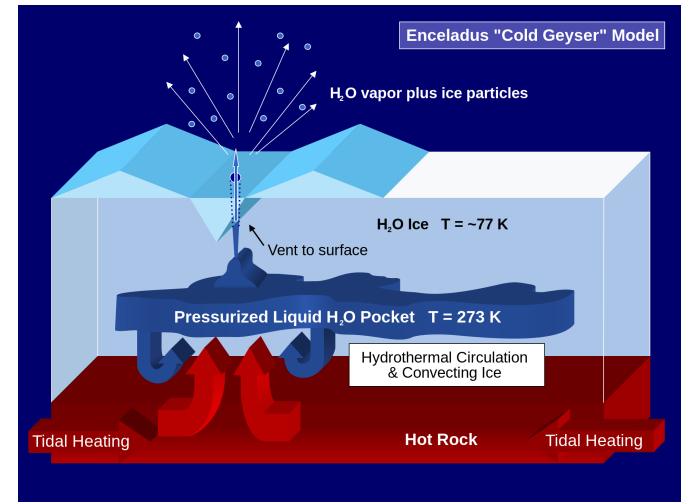 Enceladus "Cold Geyser" Model
H₂O vapor plus ice particles
H₂O Ice T = ~77 K
Vent to surface
Pressurized Liquid H₂O Pocket T = 273 K
Hydrothermal Circulation
& Convecting Ice
Tidal Heating
Hot Rock
Tidal Heating